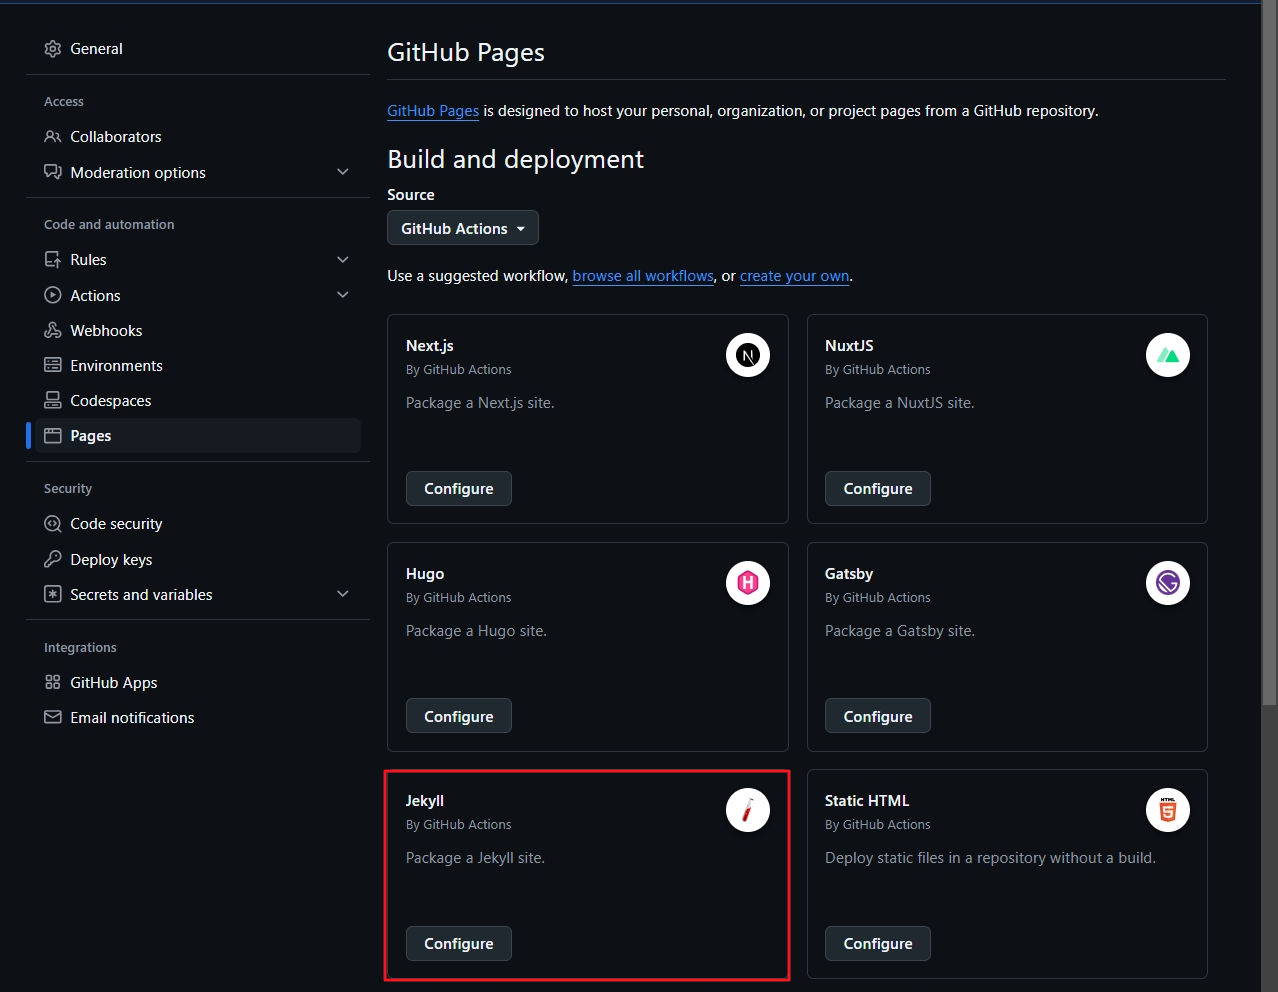 General
Access
Collaborators
Moderation options
Code and automation
Rules
Actions
Webhooks
Environments
Codespaces
Pages
Security
Code security
Deploy keys
Secrets and variables
Integrations
GitHub Apps
Email notifications
GitHub Pages
GitHub Pages is designed to host your personal, organization, or project pages from a GitHub repository.
Build and deployment
Source
GitHub Actions
Use a suggested workflow, browse all workflows, or create your own.
Next.js
By GitHub Actions
Package a Next.js site.
Configure
NuxtJS
By GitHub Actions
Package a NuxtJS site.
Configure
Hugo
By GitHub Actions
Package a Hugo site.
Configure
Gatsby
By GitHub Actions
Package a Gatsby site.
Configure
Jekyll
By GitHub Actions
Package a Jekyll site.
Configure
Static HTML
By GitHub Actions
Deploy static files in a repository without a build.
Configure
N
H
G
HTML
5